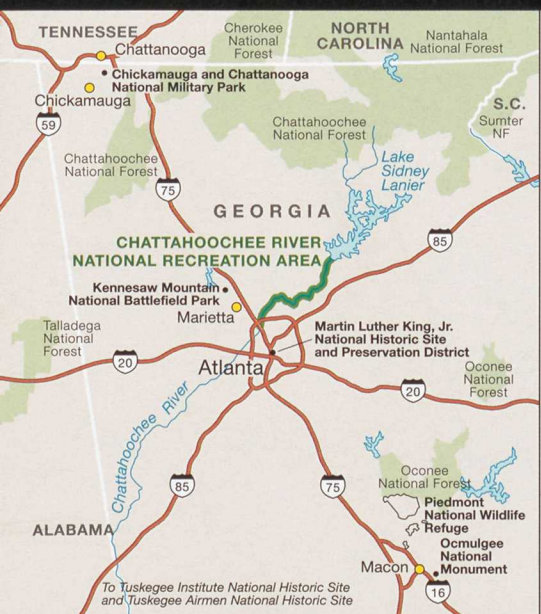 TENNESSEE
Chattanooga
Cherokee
National
Forest
NORTH
CAROLINA
Nantahala
National Forest
Chickamauga and Chattanooga
National Military Park
Chickamauga
59
S.C.
Sumter
NF
Chattahoochee
National Forest
Chattahoochee
National Forest
Lake
Sidney
Lanier
75
GEORGIA
85
CHATTAHOOCHEE RIVER
NATIONAL RECREATION AREA
Kennesaw Mountain
National Battlefield Park
Marietta
Talladega
National
Forest
Martin Luther King, Jr.
National Historic Site
and Preservation District
20
Atlanta
Oconee
National
Forest
20
Chattahoochee River
85
75
Oconee
National Forest
Piedmont
National Wildlife
Refuge
ALABAMA
Ocmulgee
National
Monument
Macon
16
To Tuskegee Institute National Historic Site
and Tuskegee Airmen National Historic Site